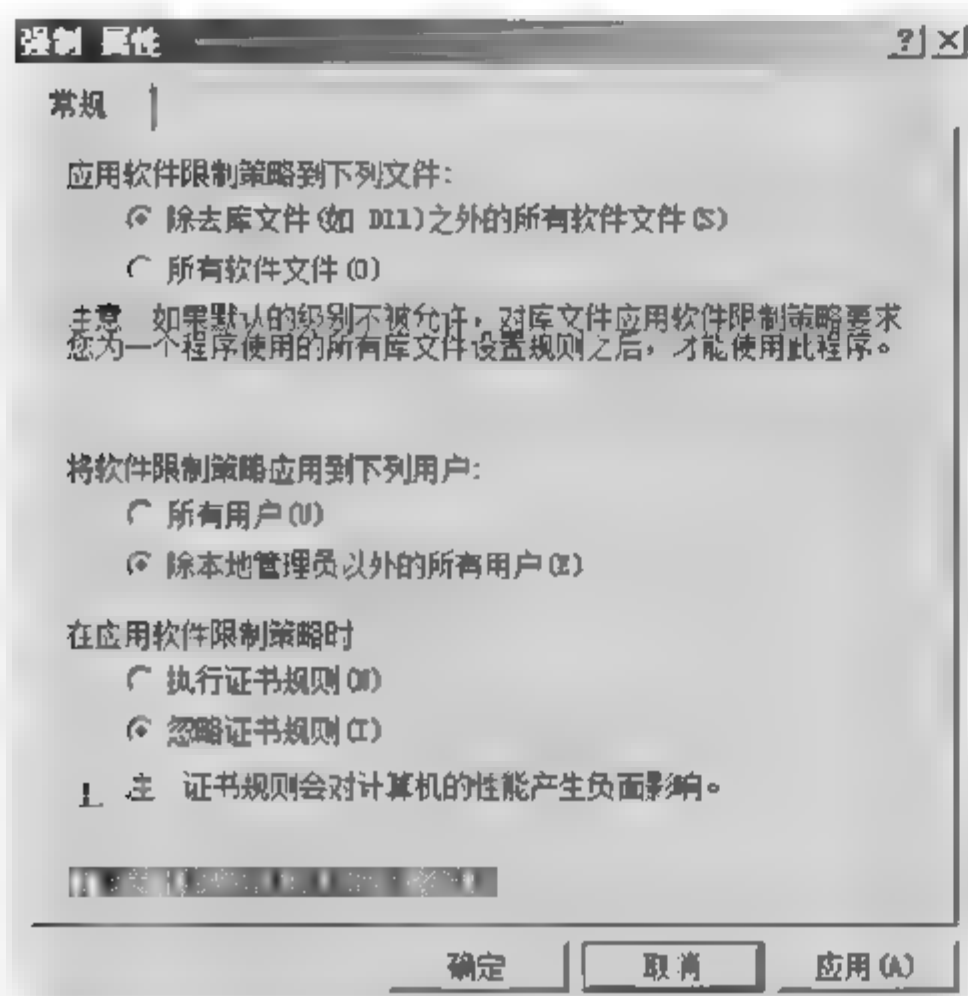 强制 属性
常规
应用软件限制策略到下列文件:
除去库文件(如 Dll)之外的所有软件文件(S)
所有软件文件(O)
主意 如果默认的级别不被允许,对库文件应用软件限制策略要求
您为一个程序使用的所有库文件设置规则之后,才能使用此程序。
将软件限制策略应用到下列用户:
所有用户(U)
除本地管理员以外的所有用户(E)
在应用软件限制策略时
执行证书规则
忽略证书规则(I)
主 证书规则会对计算机的性能产生负面影响。
确定 取消 应用(A)